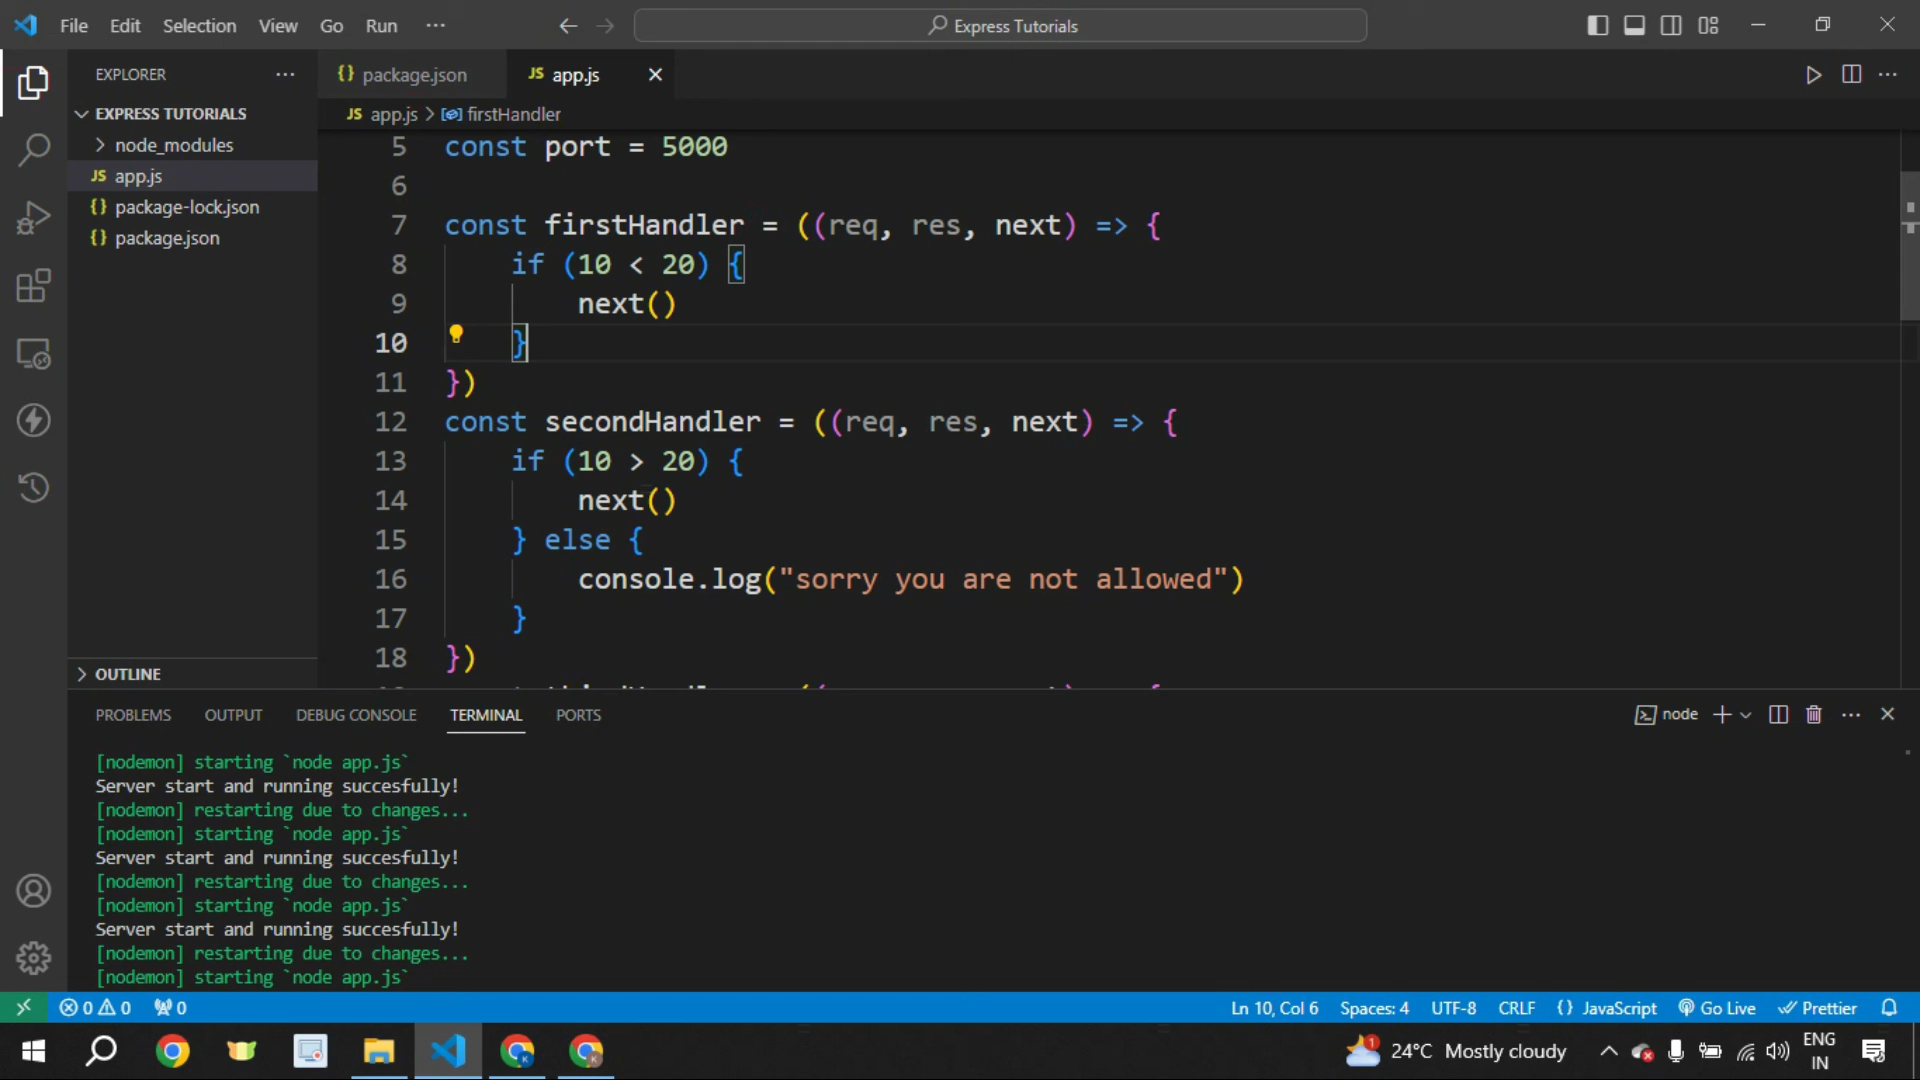 File Edit Selection View Go Run ...
Express Tutorials
EXPLORER ...
package.json
JS app.js
EXPRESS TUTORIALS
node_modules
JS app.js
{} package-lock.json
{} package.json
OUTLINE
JS app.js > firstHandler
5 const port = 5000
6
7 const firstHandler = ((req, res, next) => {
8 if (10 < 20) {
9 next()
10 }
11 })
12 const secondHandler = ((req, res, next) => {
13 if (10 > 20) {
14 next()
15 } else {
16 console.log("sorry you are not allowed")
17 }
18 })
PROBLEMS OUTPUT DEBUG CONSOLE TERMINAL PORTS
node
[nodemon] starting `node app.js`
Server start and running succesfully!
[nodemon] restarting due to changes...
[nodemon] starting `node app.js`
Server start and running succesfully!
[nodemon] restarting due to changes...
[nodemon] starting `node app.js`
Server start and running succesfully!
[nodemon] restarting due to changes...
[nodemon] starting `node app.js`
0 0 0
Ln 10, Col 6 Spaces: 4 UTF-8 CRLF {} JavaScript Go Live Prettier
1 24°C Mostly cloudy
ENG
IN